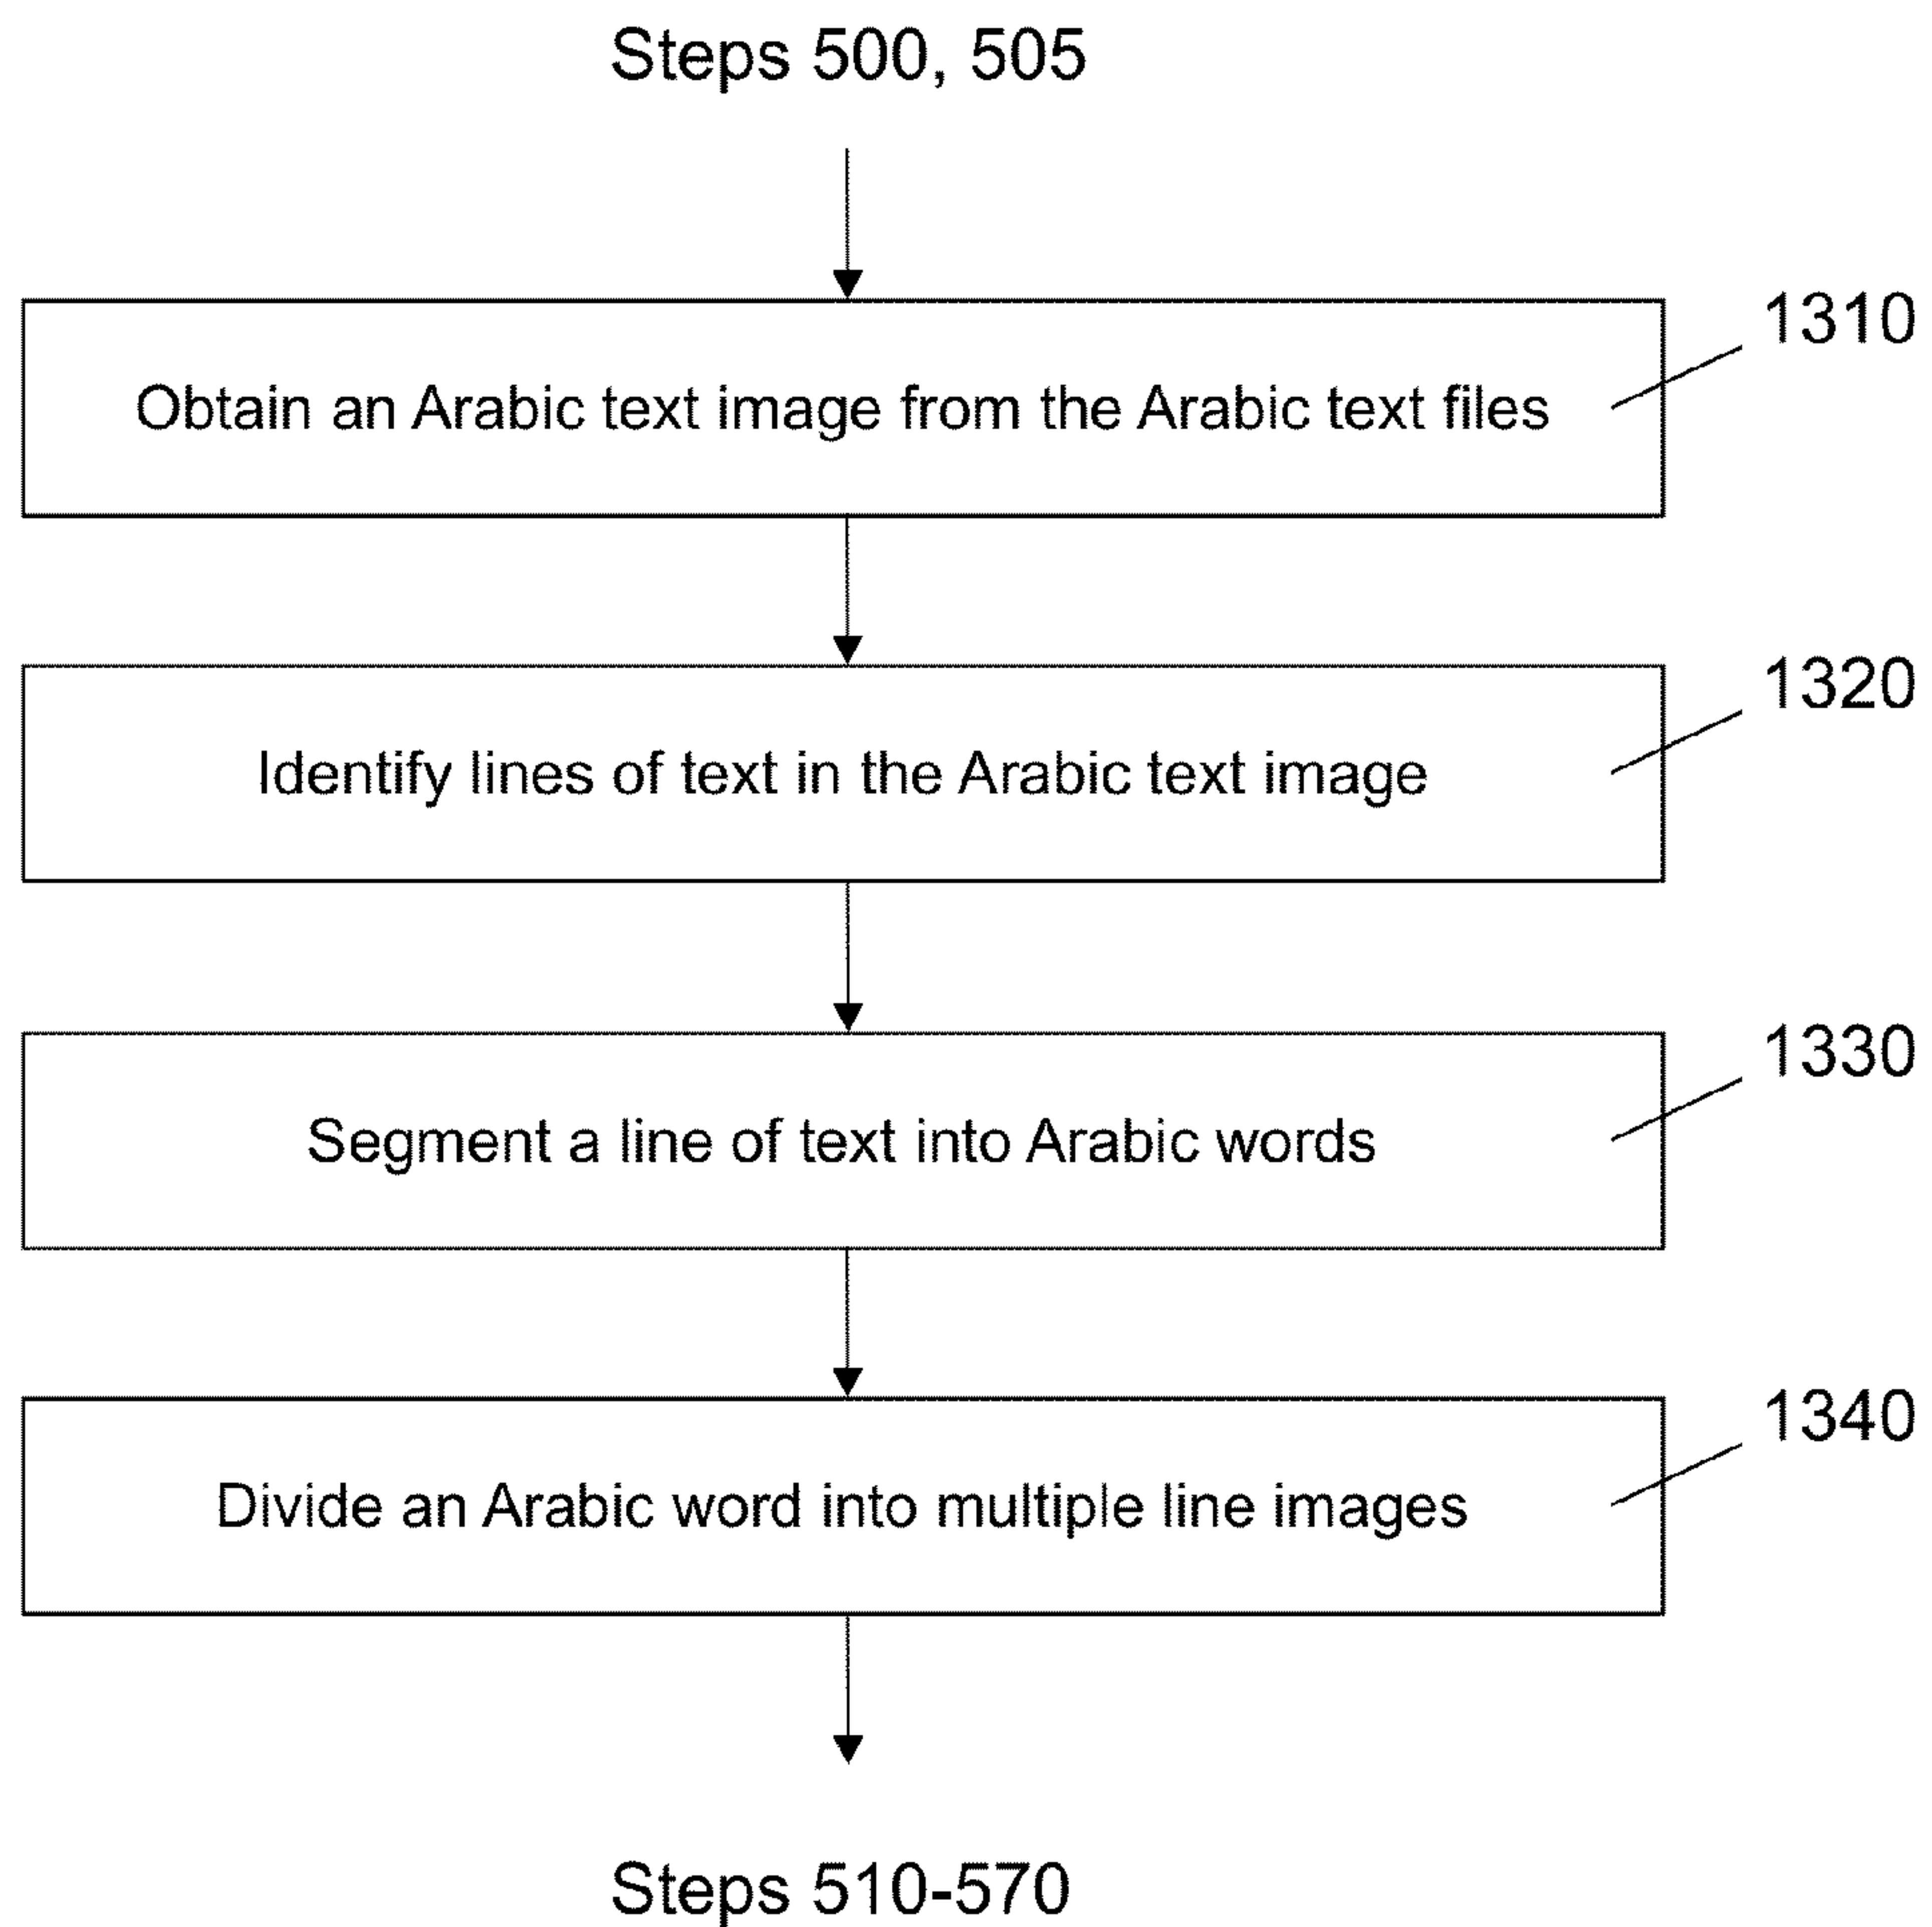 Steps 500, 505
1310
Obtain an Arabic text image from the Arabic text files
1320
Identify lines of text in the Arabic text image
1330
Segment a line of text into Arabic words
1340
Divide an Arabic word into multiple line images
Steps 510-570